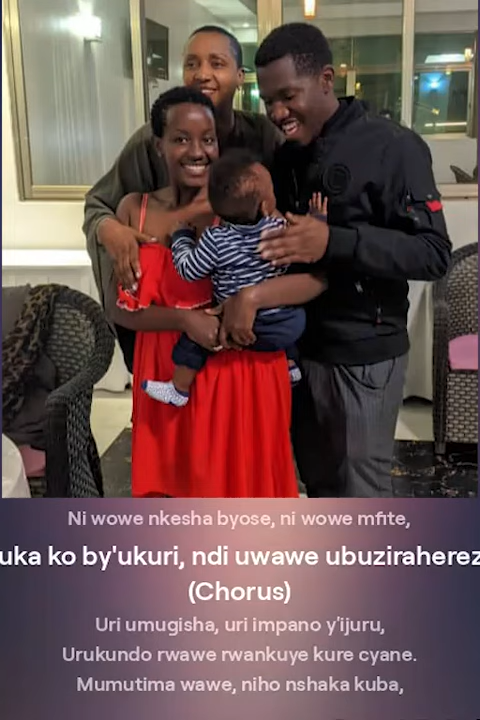 Ni wowe nkesha byose, ni wowe mfite,
uka ko by'ukuri, ndi uwawe ubuziraherez
(Chorus)
Uri umugisha, uri impano y'ijuru,
Urukundo rwawe rwankuye kure cyane.
Mumutima wawe, niho nshaka kuba,